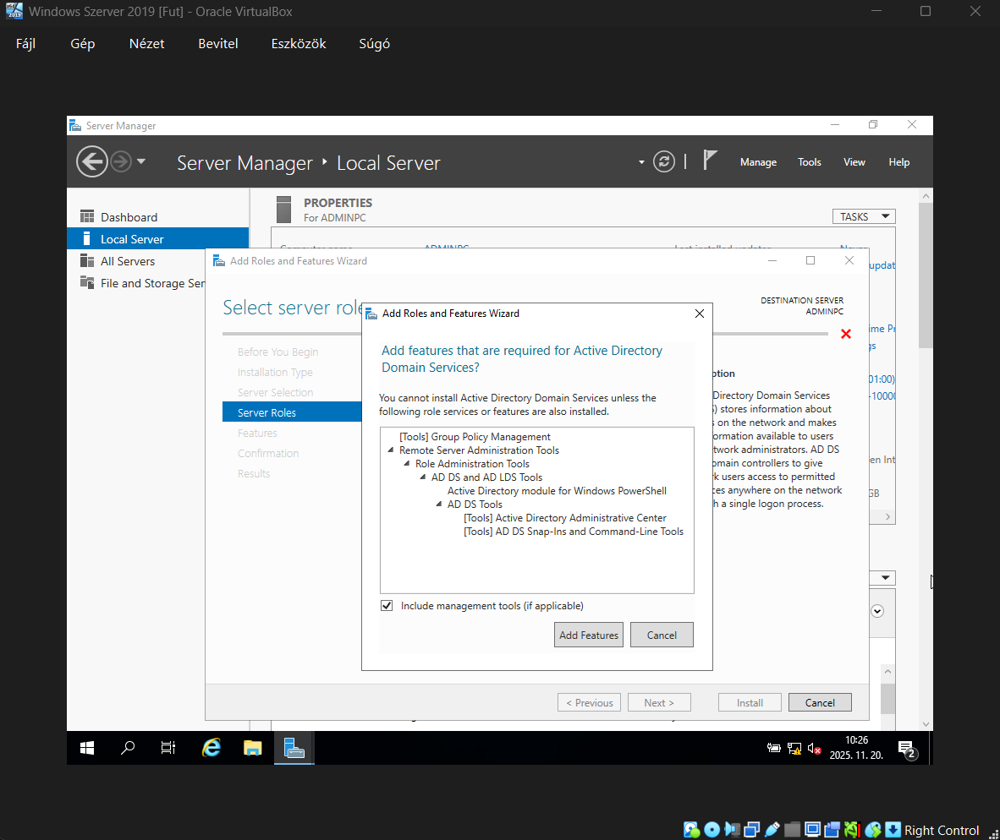 Windows Szerver 2019 [Fut] - Oracle VirtualBox
Fájl Gép Nézet Bevitel Eszközök Súgó
Server Manager
Server Manager Local Server
Manage Tools View Help
Dashboard
Local Server
All Servers
File and Storage Ser
PROPERTIES
For ADMINPC
TASKS
Computer name ADMINPC Last installed updates Never
updat
ime Pr
gs
01:00)
-1000
en Int
GB
Add Roles and Features Wizard
Select server role
DESTINATION SERVER
ADMINPC
Before You Begin
Installation Type
Server Selection
Server Roles
Features
Confirmation
Results
ption
Directory Domain Services
) stores information about
s on the network and makes
ormation available to users
twork administrators. AD DS
omain controllers to give
k users access to permitted
ces anywhere on the network
h a single logon process.
Add Roles and Features Wizard
Add features that are required for Active Directory
Domain Services?
You cannot install Active Directory Domain Services unless the
following role services or features are also installed.
[Tools] Group Policy Management
Remote Server Administration Tools
Role Administration Tools
AD DS and AD LDS Tools
Active Directory module for Windows PowerShell
AD DS Tools
[Tools] Active Directory Administrative Center
[Tools] AD DS Snap-Ins and Command-Line Tools
Include management tools (if applicable)
Add Features Cancel
< Previous Next > Install Cancel
10:26
2025. 11. 20.
2
Right Control